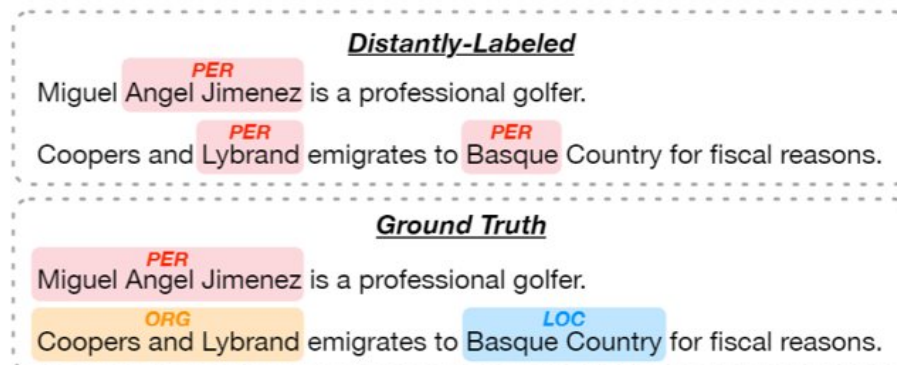 Distantly-Labeled
PER
Miguel Angel Jimenez is a professional golfer.
PER PER
Coopers and Lybrand emigrates to Basque Country for fiscal reasons.
Ground Truth
PER
Miguel Angel Jimenez is a professional golfer.
ORG LOC
Coopers and Lybrand emigrates to Basque Country for fiscal reasons.